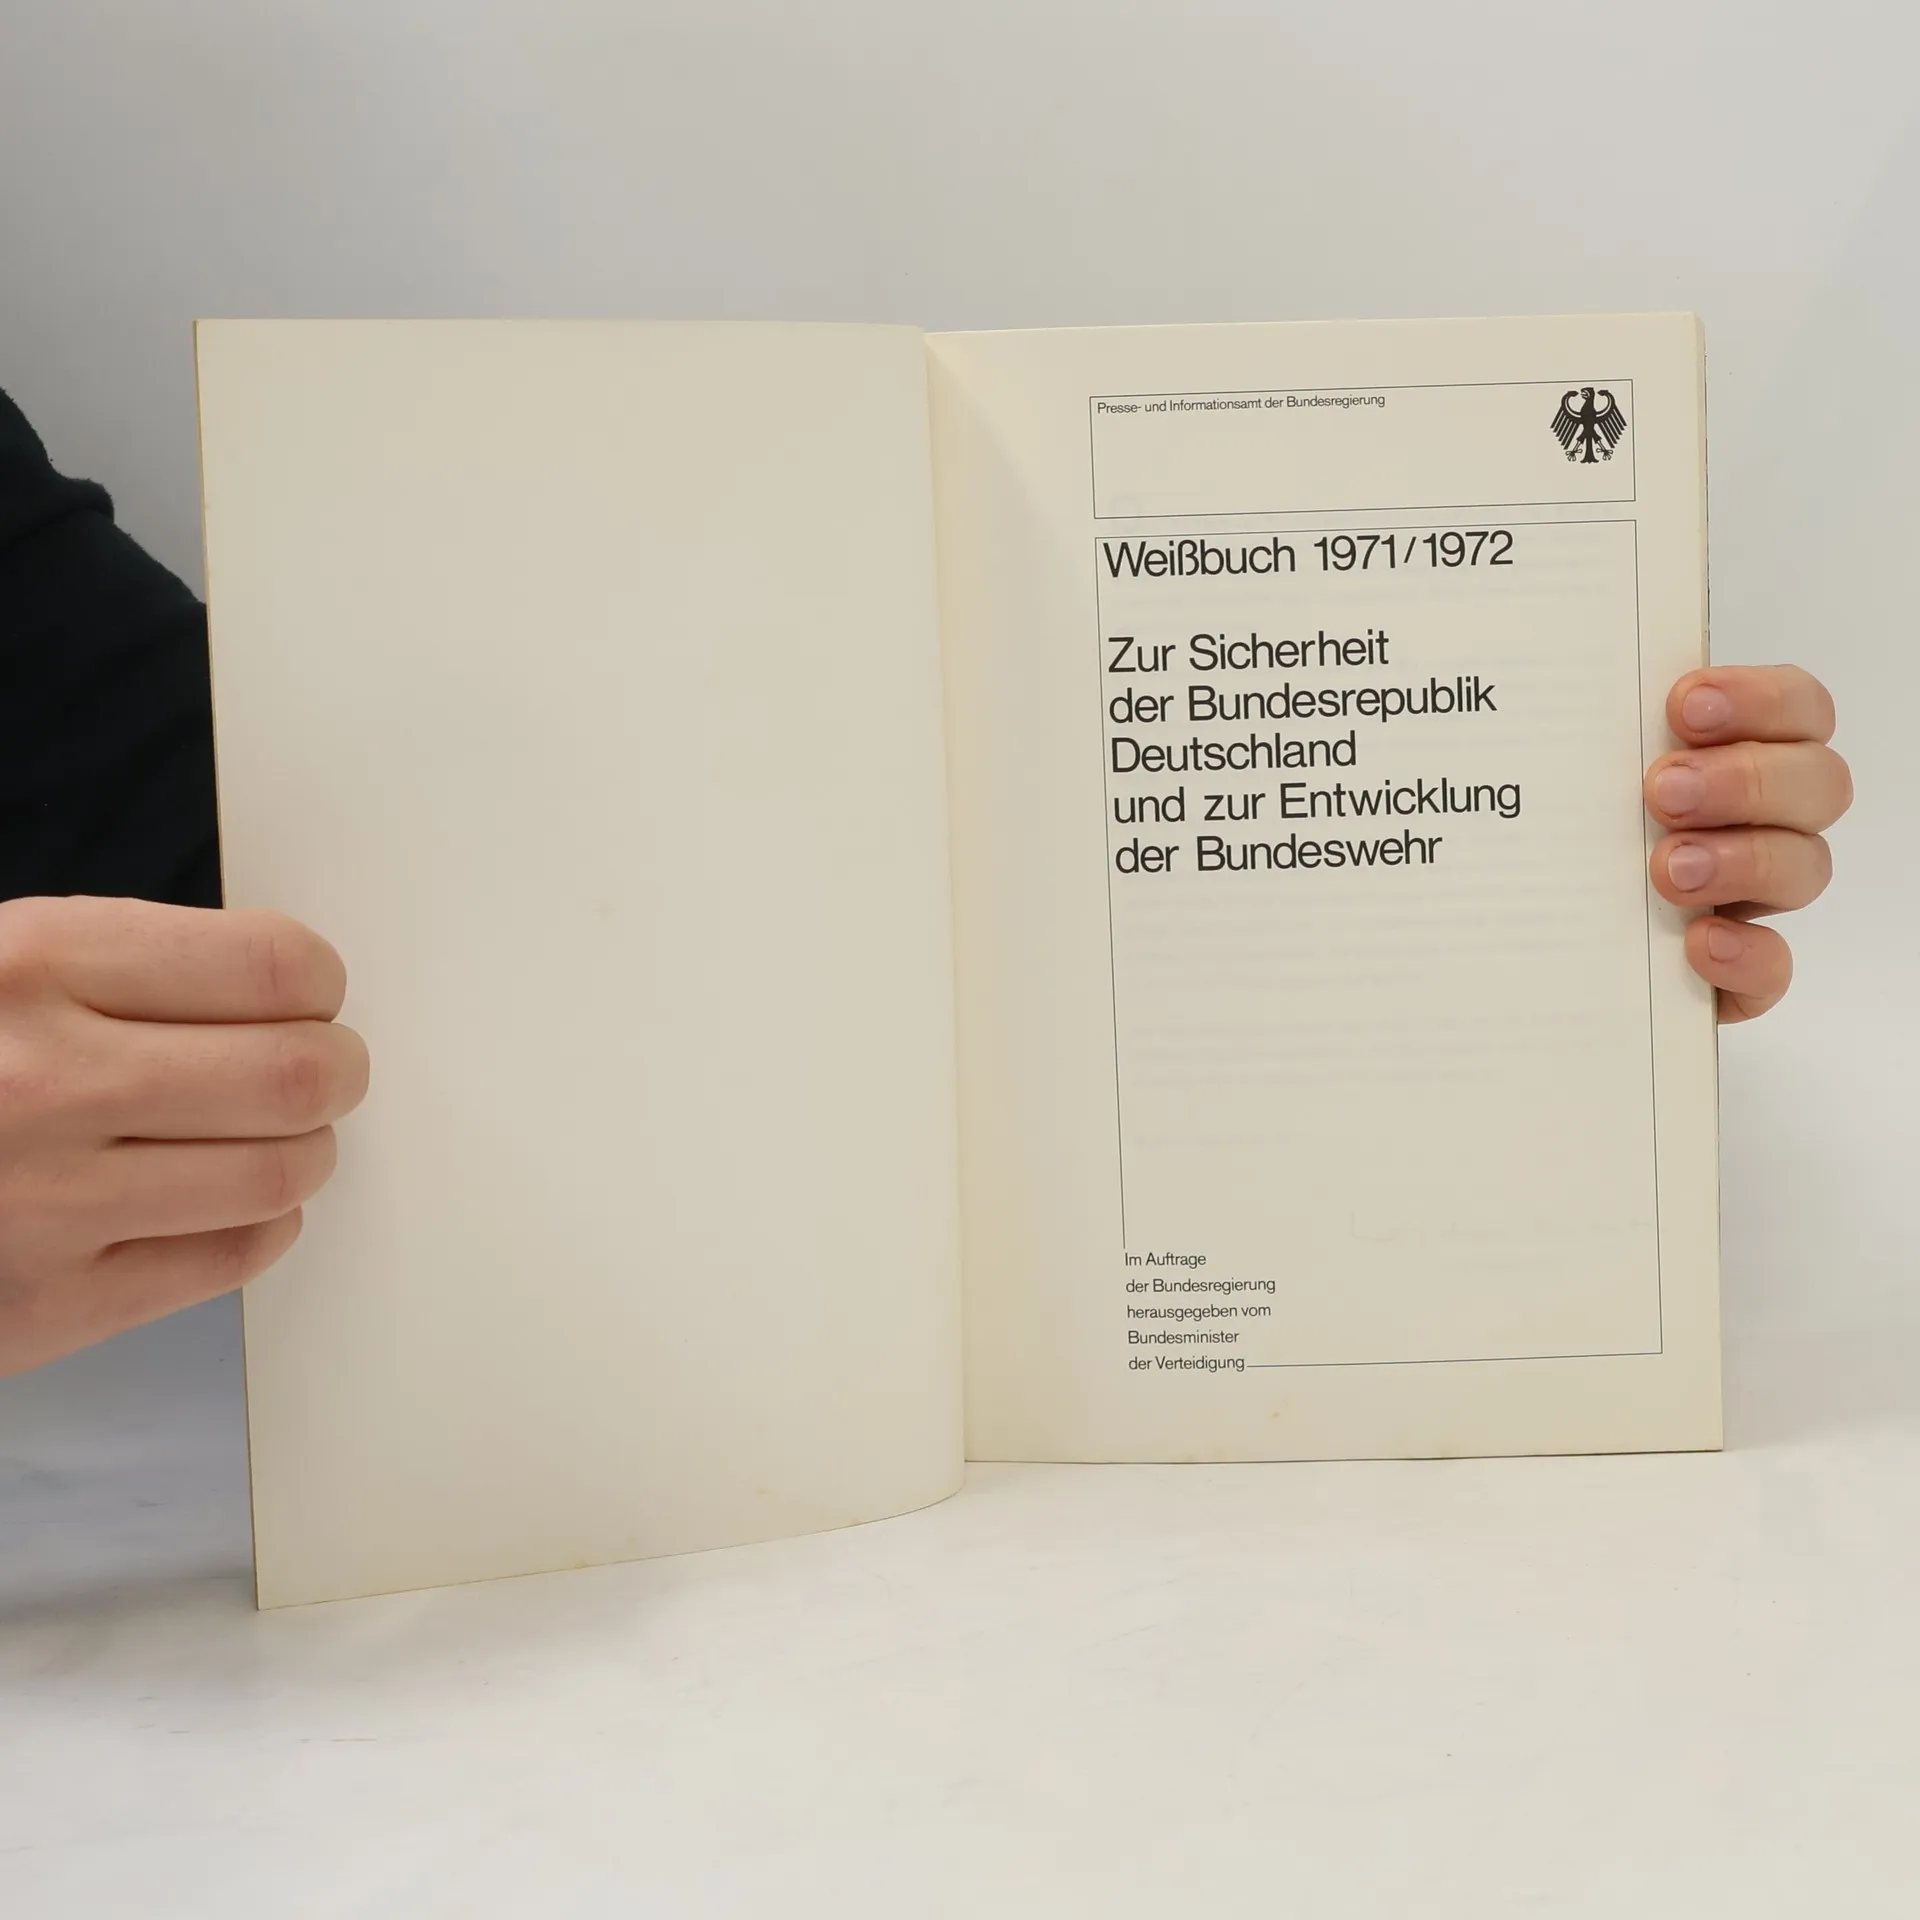 Presse- und Informationsamt der Bundesregierung
Weißbuch 1971/1972
Zur Sicherheit
der Bundesrepublik
Deutschland
und zur Entwicklung
der Bundeswehr
Im Auftrage
der Bundesregierung
herausgegeben vom
Bundesminister
der Verteidigung